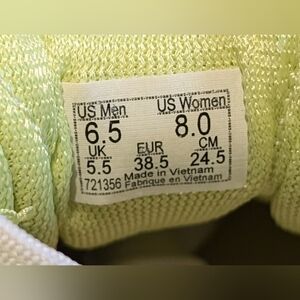 US Men US Women
6.5 8.0
UK EUR CM
5.5 38.5 24.5
721356 Made in Vietnam
Fabrique en Vietnam